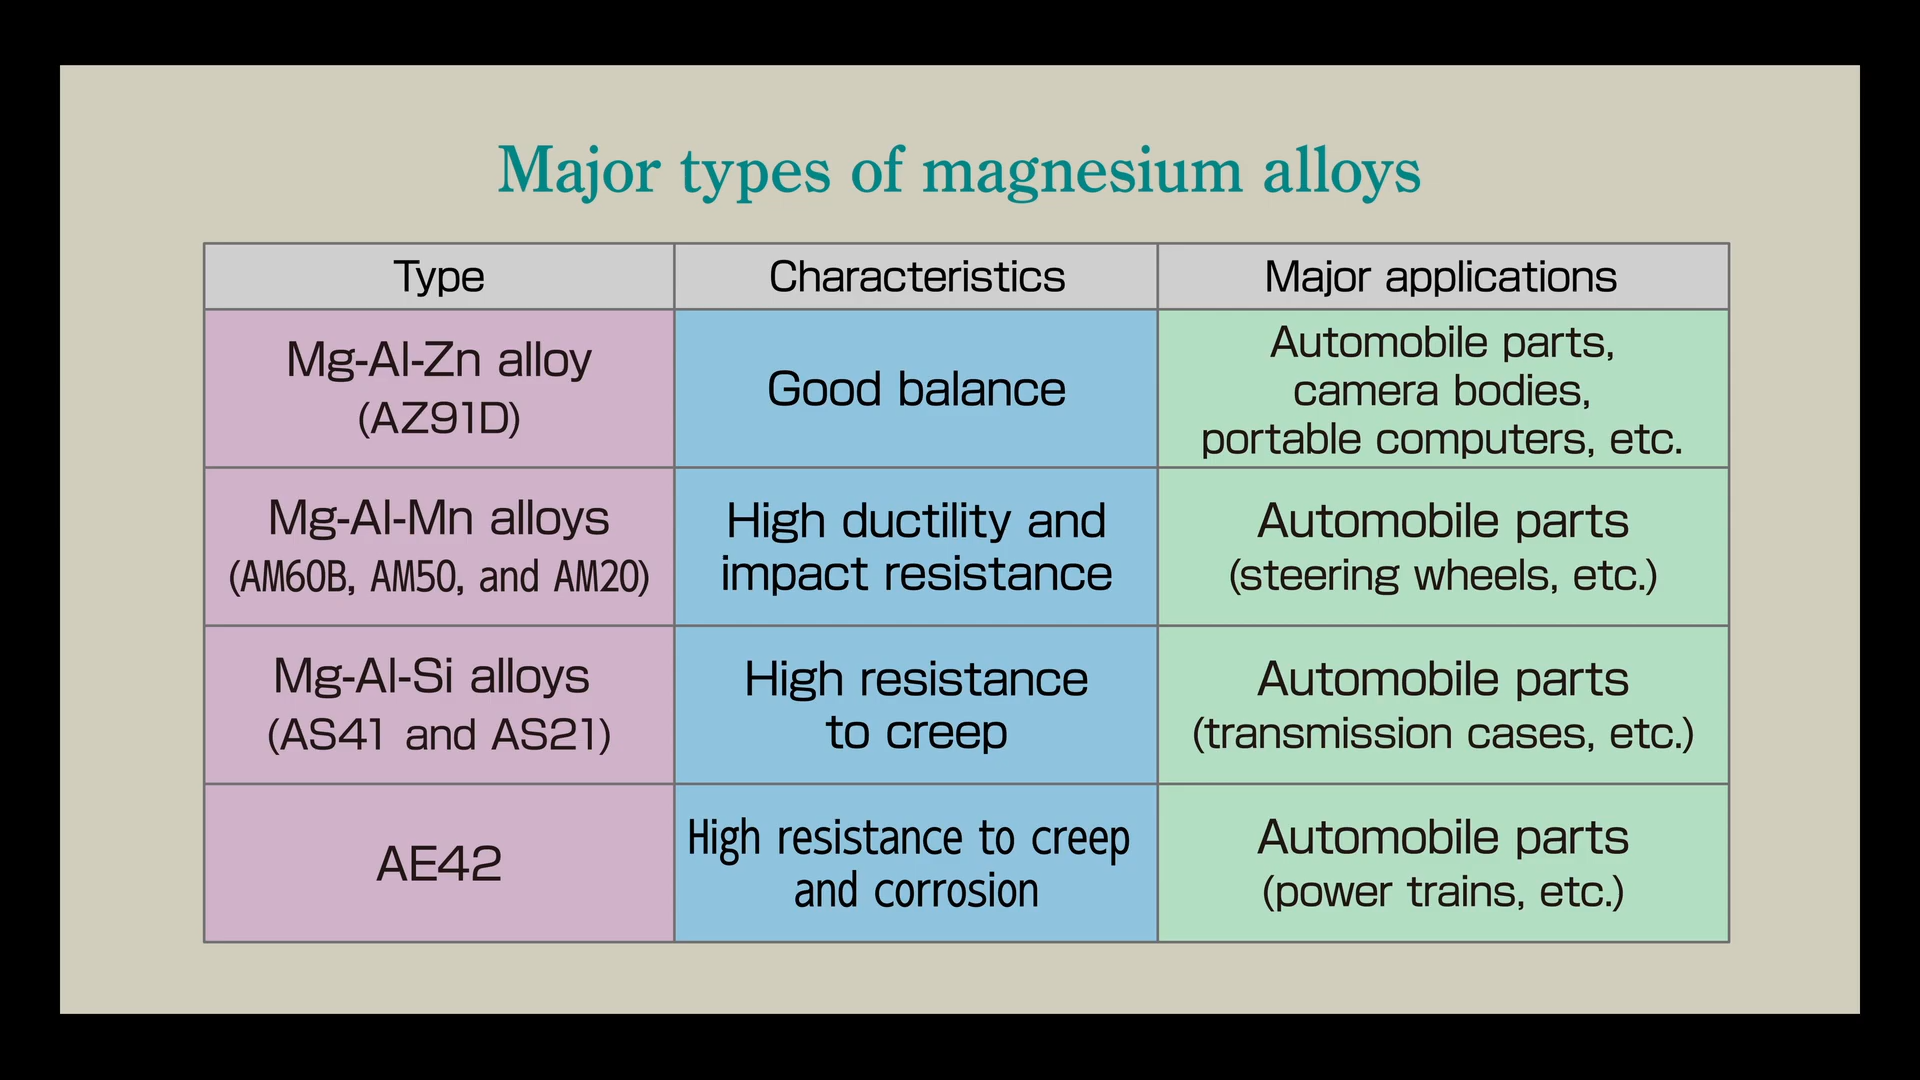 Major types of magnesium alloys
Type
Characteristics
Major applications
Mg-Al-Zn alloy
(AZ91D)
Good balance
Automobile parts,
camera bodies,
portable computers, etc.
Mg-Al-Mn alloys
(AM60B, AM50, and AM20)
High ductility and
impact resistance
Automobile parts
(steering wheels, etc.)
Mg-Al-Si alloys
(AS41 and AS21)
High resistance
to creep
Automobile parts
(transmission cases, etc.)
AE42
High resistance to creep
and corrosion
Automobile parts
(power trains, etc.)